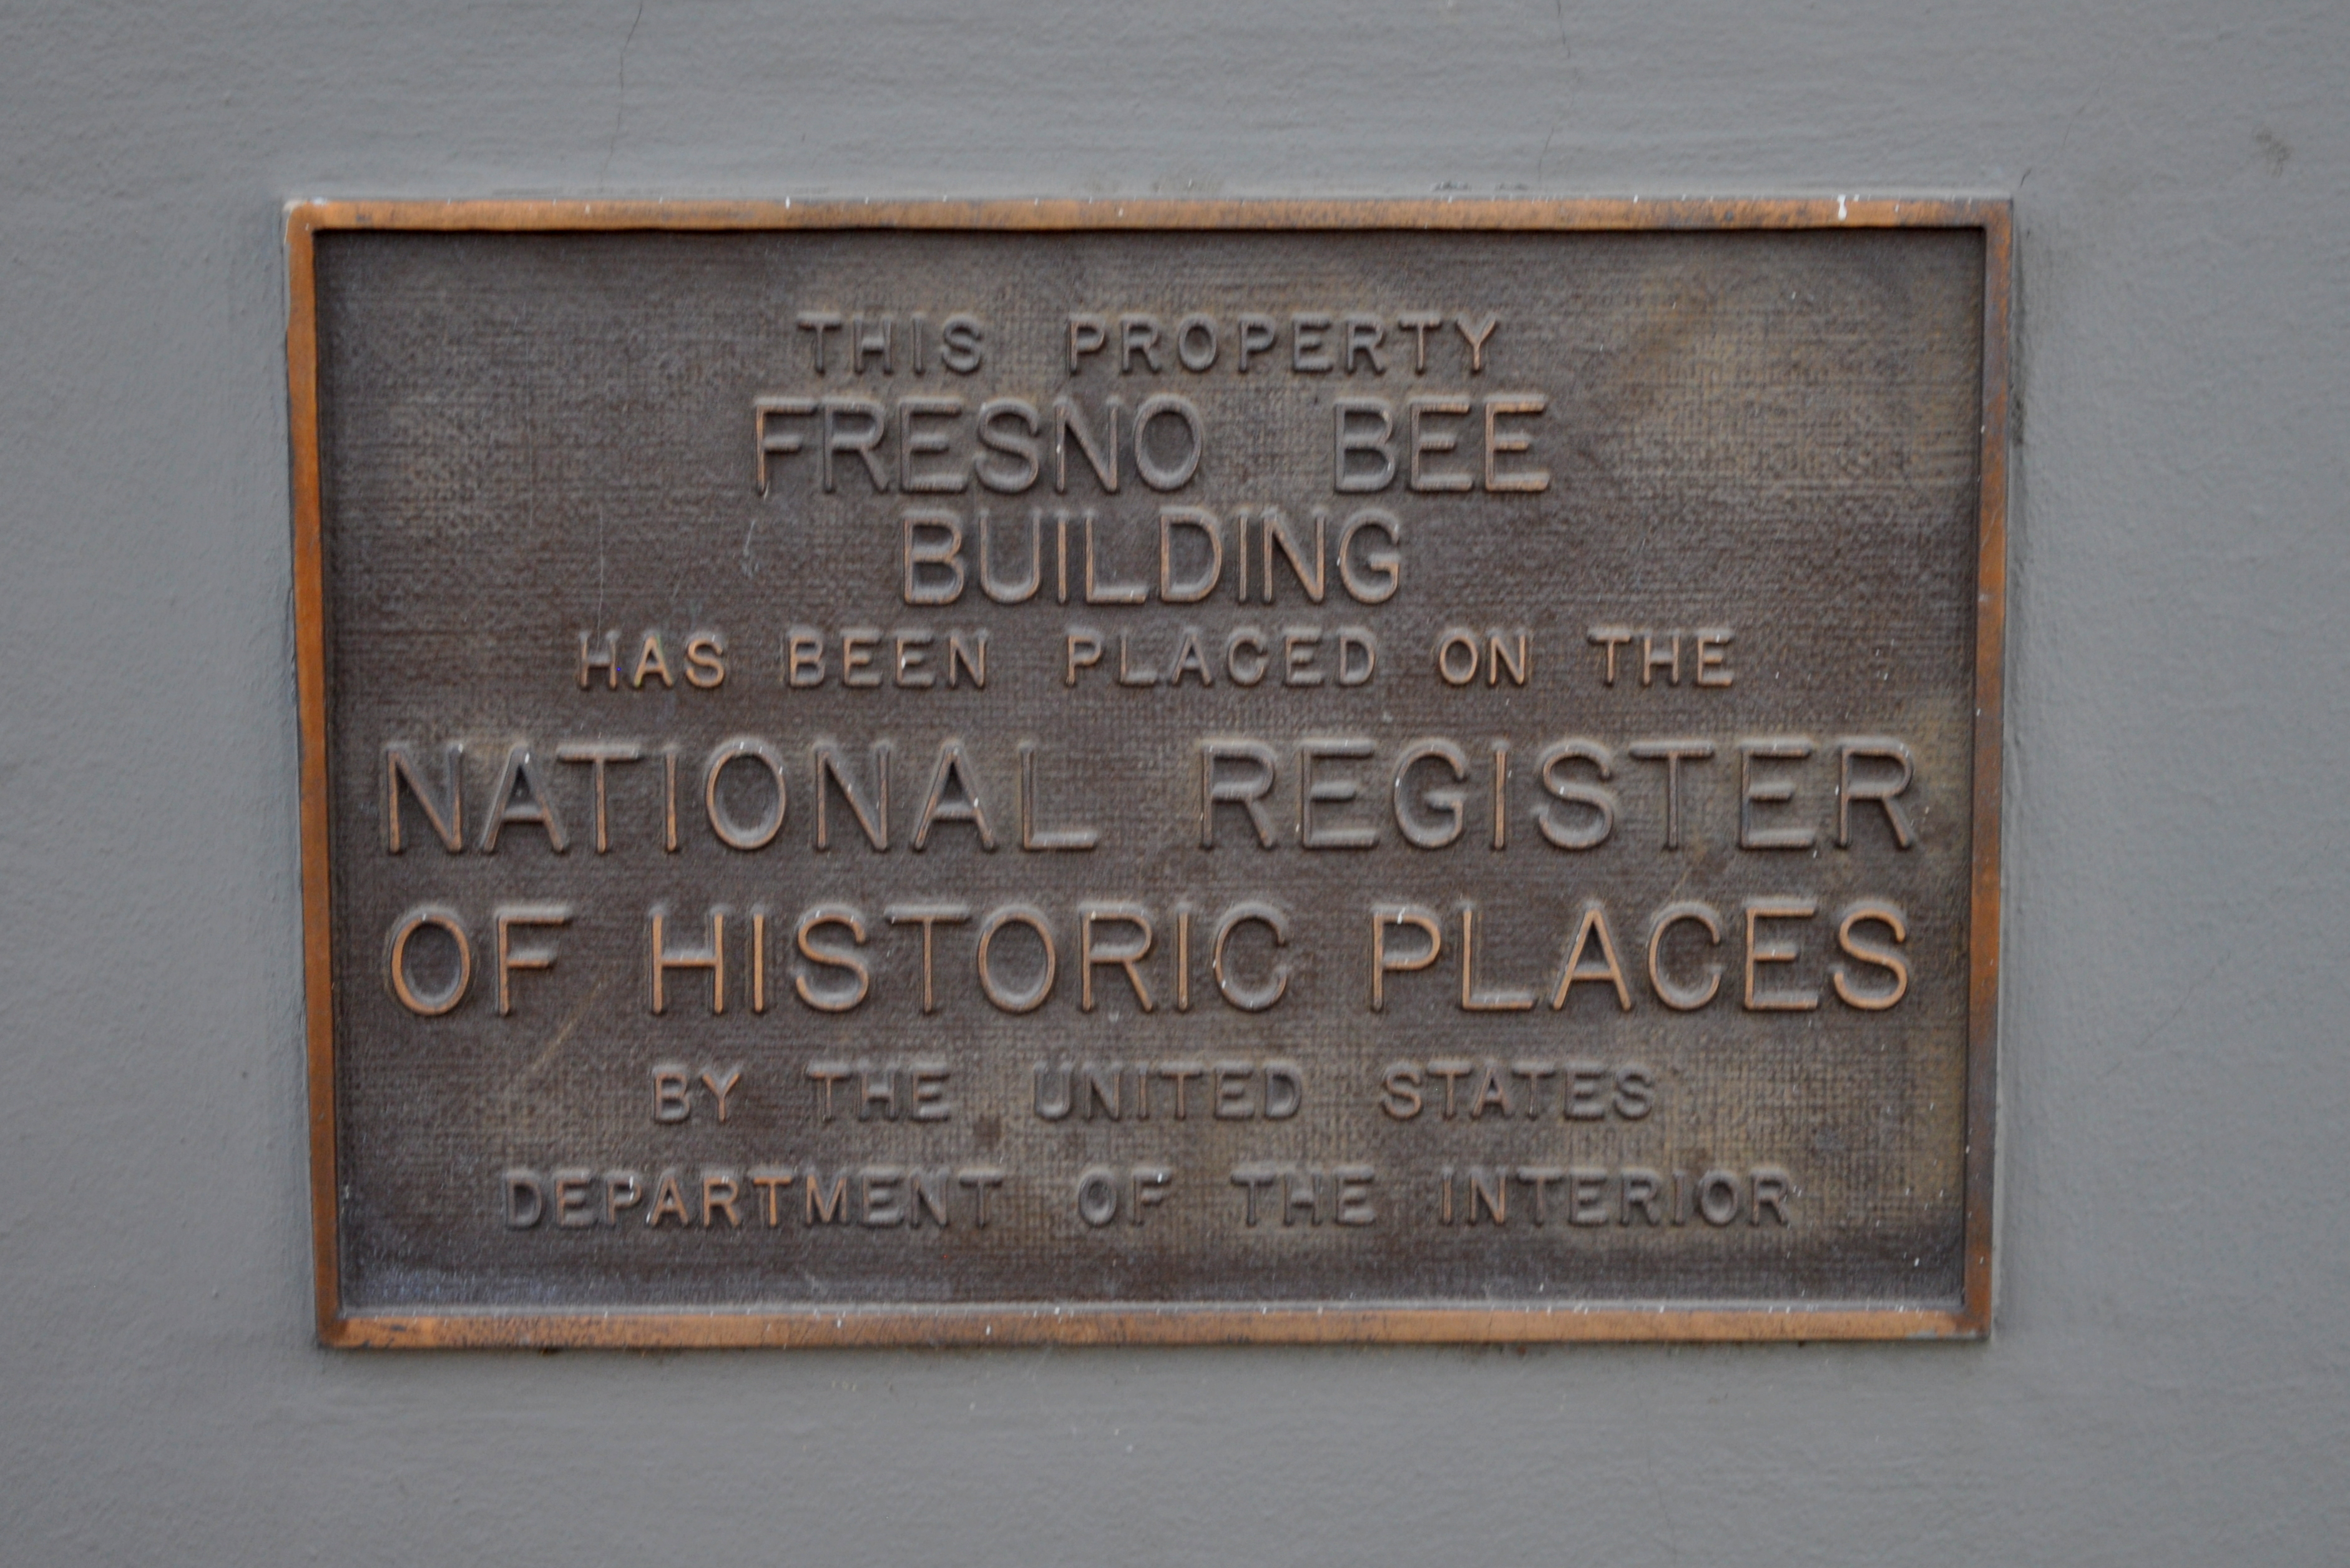 THIS PROPERTY
FRESNO BEE
BUILDING
HAS BEEN PLACED ON THE
NATIONAL REGISTER
OF HISTORIC PLACES
BY THE UNITED STATES
DEPARTMENT OF THE INTERIOR